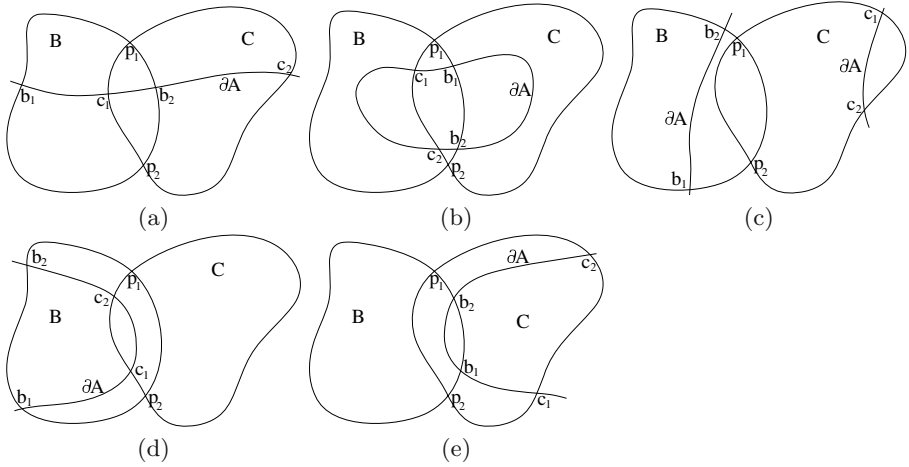 B C p1 b1 c1 b2 ∂A c2
(a)
B C p1 c1 b1 ∂A b2 c2 p2
(b)
B b2 p1 C c1 ∂A ∂A c2 b1 p2
(c)
p2
b2 p1 C c2 B c1 ∂A b1 p2
(d)
∂A c2 p1 b2 B C b1 c1 p2
(e)